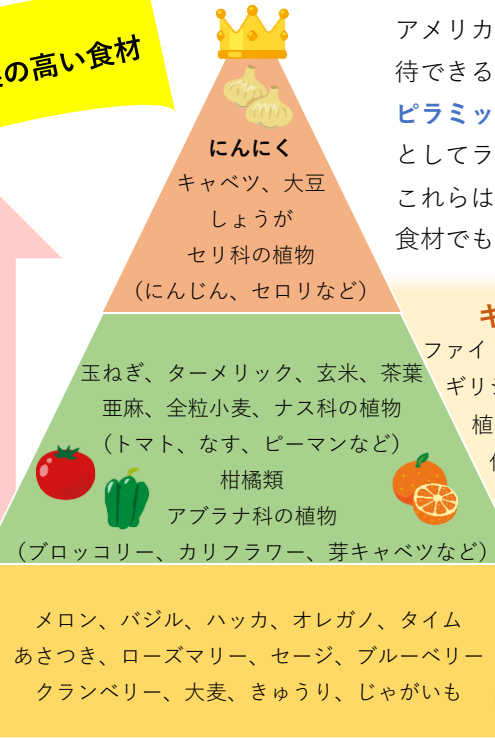 の高い食材
にんにく
キャベツ、大豆
しょうが
セリ科の植物
（にんじん、セロリなど）
玉ねぎ、ターメリック、玄米、茶葉
亜麻、全粒小麦、ナス科の植物
（トマト、なす、ピーマンなど）
柑橘類
アブラナ科の植物
（ブロッコリー、カリフラワー、芽キャベツなど）
メロン、バジル、ハッカ、オレガノ、タイム
あさつき、ローズマリー、セージ、ブルーベリー
クランベリー、大麦、きゅうり、じゃがいも
アメリカ
待できる
ピラミッ
としてラ
これらは
食材でも
ファイ
ギリシ
植